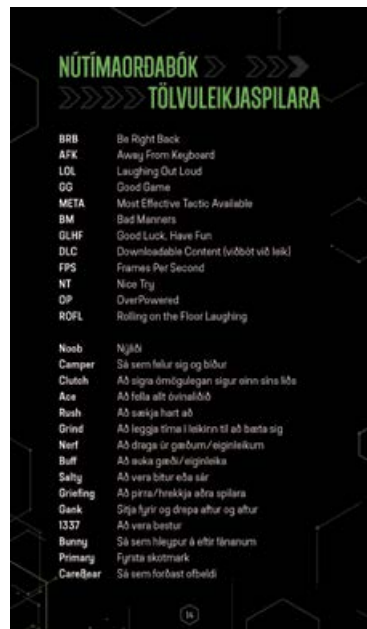 NÚTÍMAORÐABÓK
TÖLVULEIKJASPILARA
BRB Be Right Back
AFK Away From Keyboard
LOL Laughing Out Loud
GG Good Game
META Most Effective Tactic Available
BM Bad Manners
GLHF Good Luck, Have Fun
DLC Downloadable Content (viðbót við leik)
FPS Frames Per Second
NT Nice Try
OP OverPowered
ROFL Rolling on the Floor Laughing
Noob Nýliði
Camper Sá sem felur sig og bíður
Clutch Að sigra ómögulegan sigur einn síns liðs
Ace Að fella allt óvinaliðið
Rush Að sækja hart að
Grind Að leggja tíma í leikinn til að bæta sig
Nerf Að draga úr gæðum/eiginleikum
Buff Að auka gæði/eiginleika
Salty Að vera bitur eða sár
Griefing Að pirra/hrekkja aðra spilara
Gank Sitja fyrir og drepa aftur og aftur
1337 Að vera bestur
Bunny Sá sem hleypur á eftir fánanum
Primary Fyrsta skotmark
CareBear Sá sem forðast ofbeldi
14